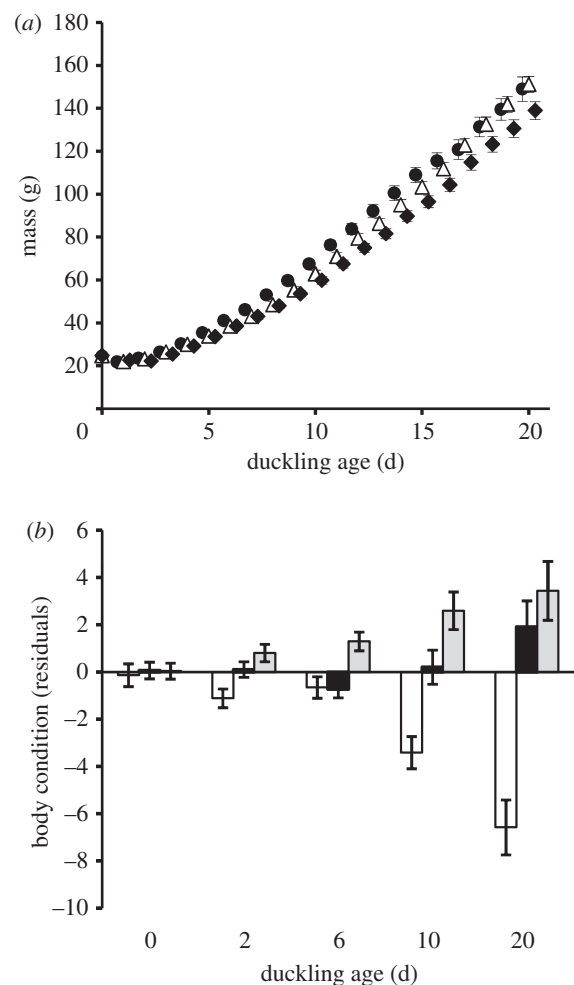 (a)
180
160
140
120
100
80
60
40
20
mass (g)
0 5 10 15 20
duckling age (d)
(b)
6
4
2
0
−2
−4
−6
−8
−10
body condition (residuals)
0 2 6 10 20
duckling age (d)